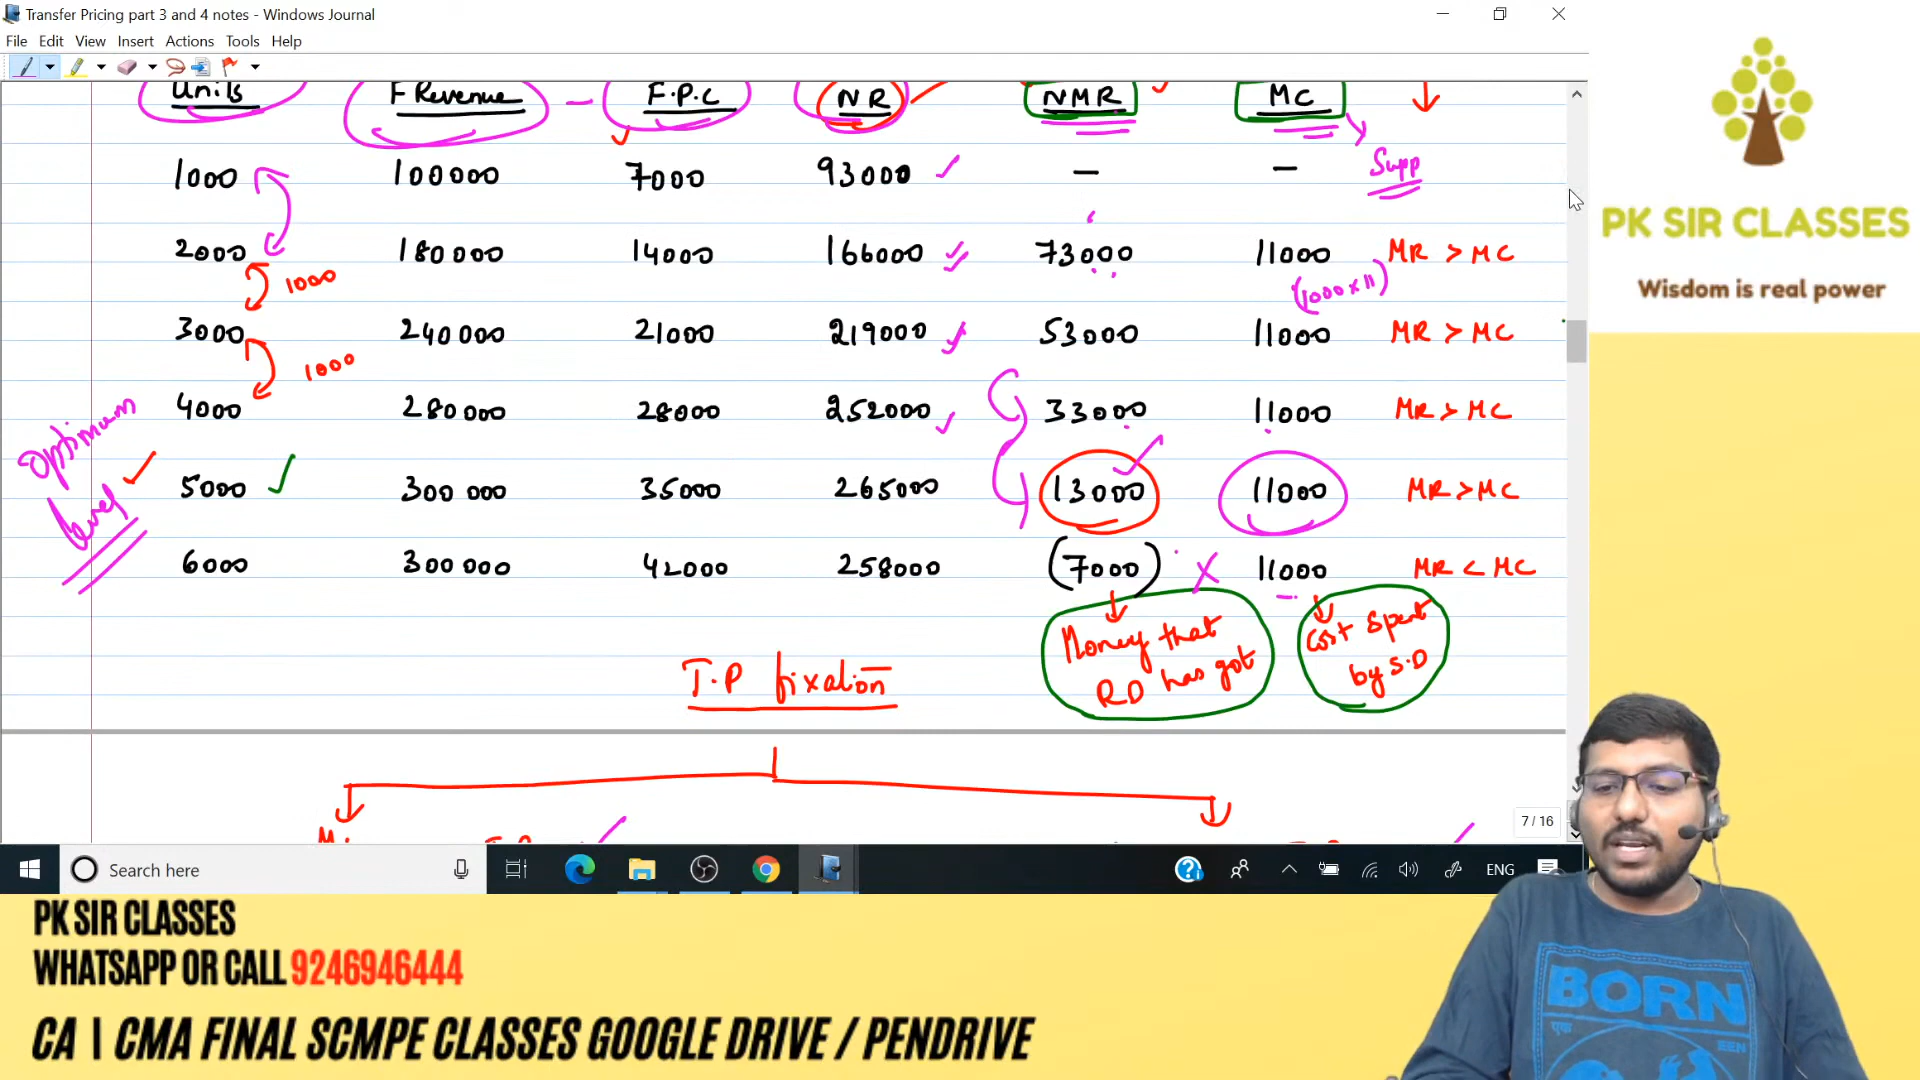 Transfer Pricing part 3 and 4 notes - Windows Journal
File Edit View Insert Actions Tools Help
Units F Revenue - F.P.C NR NMR MC
1000 100000 7000 93000 - - Supp
2000 180000 14000 166000 73000 11000 MR > MC
1000 (1000 x 11)
3000 240000 21000 219000 53000 11000 MR > MC
1000
4000 280000 28000 252000 33000 11000 MR > MC
optimum level
5000 300 000 35000 265000 13000 11000 MR > MC
6000 300 000 42000 258000 (7000) 11000 MR < MC
Money that RD has got
Cost spent by S.D
T.P fixation
7 / 16
Search here
ENG
PK SIR CLASSES
Wisdom is real power
PK SIR CLASSES
WHATSAPP OR CALL 9246946444
CA \ CMA FINAL SCMPE CLASSES GOOGLE DRIVE / PENDRIVE
BORN